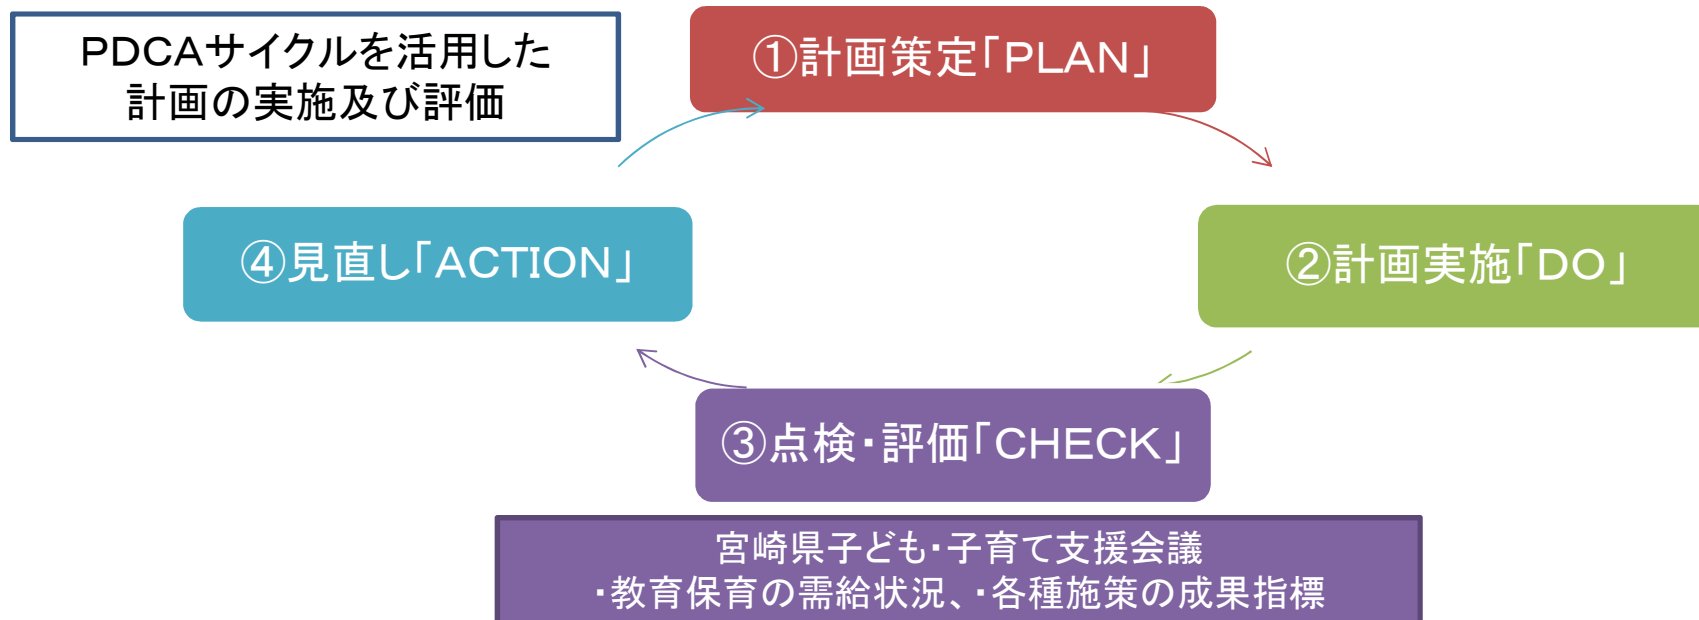 PDCAサイクルを活用した
計画の実施及び評価
①計画策定「PLAN」
②計画実施「DO」
③点検・評価「CHECK」
宮崎県子ども・子育て支援会議
・教育保育の需給状況、・各種施策の成果指標
④見直し「ACTION」